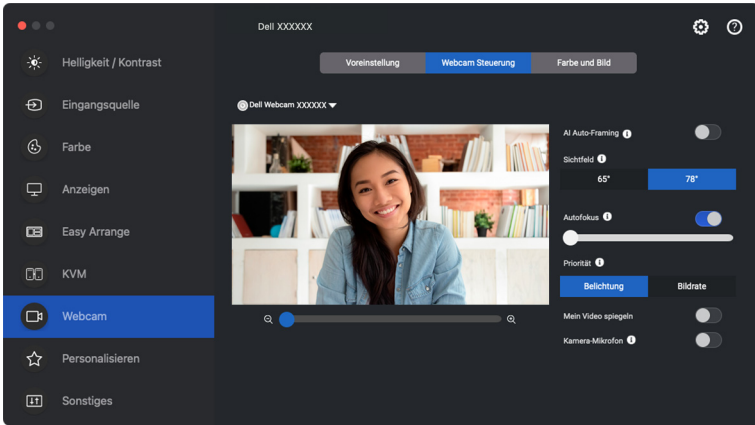 Dell XXXXXX
Helligkeit / Kontrast
Eingangsquelle
Farbe
Anzeigen
Easy Arrange
KVM
Webcam
Personalisieren
Sonstiges
Voreinstellung
Webcam Steuerung
Farbe und Bild
Dell Webcam XXXXXX
AI Auto-Framing
Sichtfeld
65°
78°
Autofokus
Priorität
Belichtung
Bildrate
Mein Video spiegeln
Kamera-Mikrofon